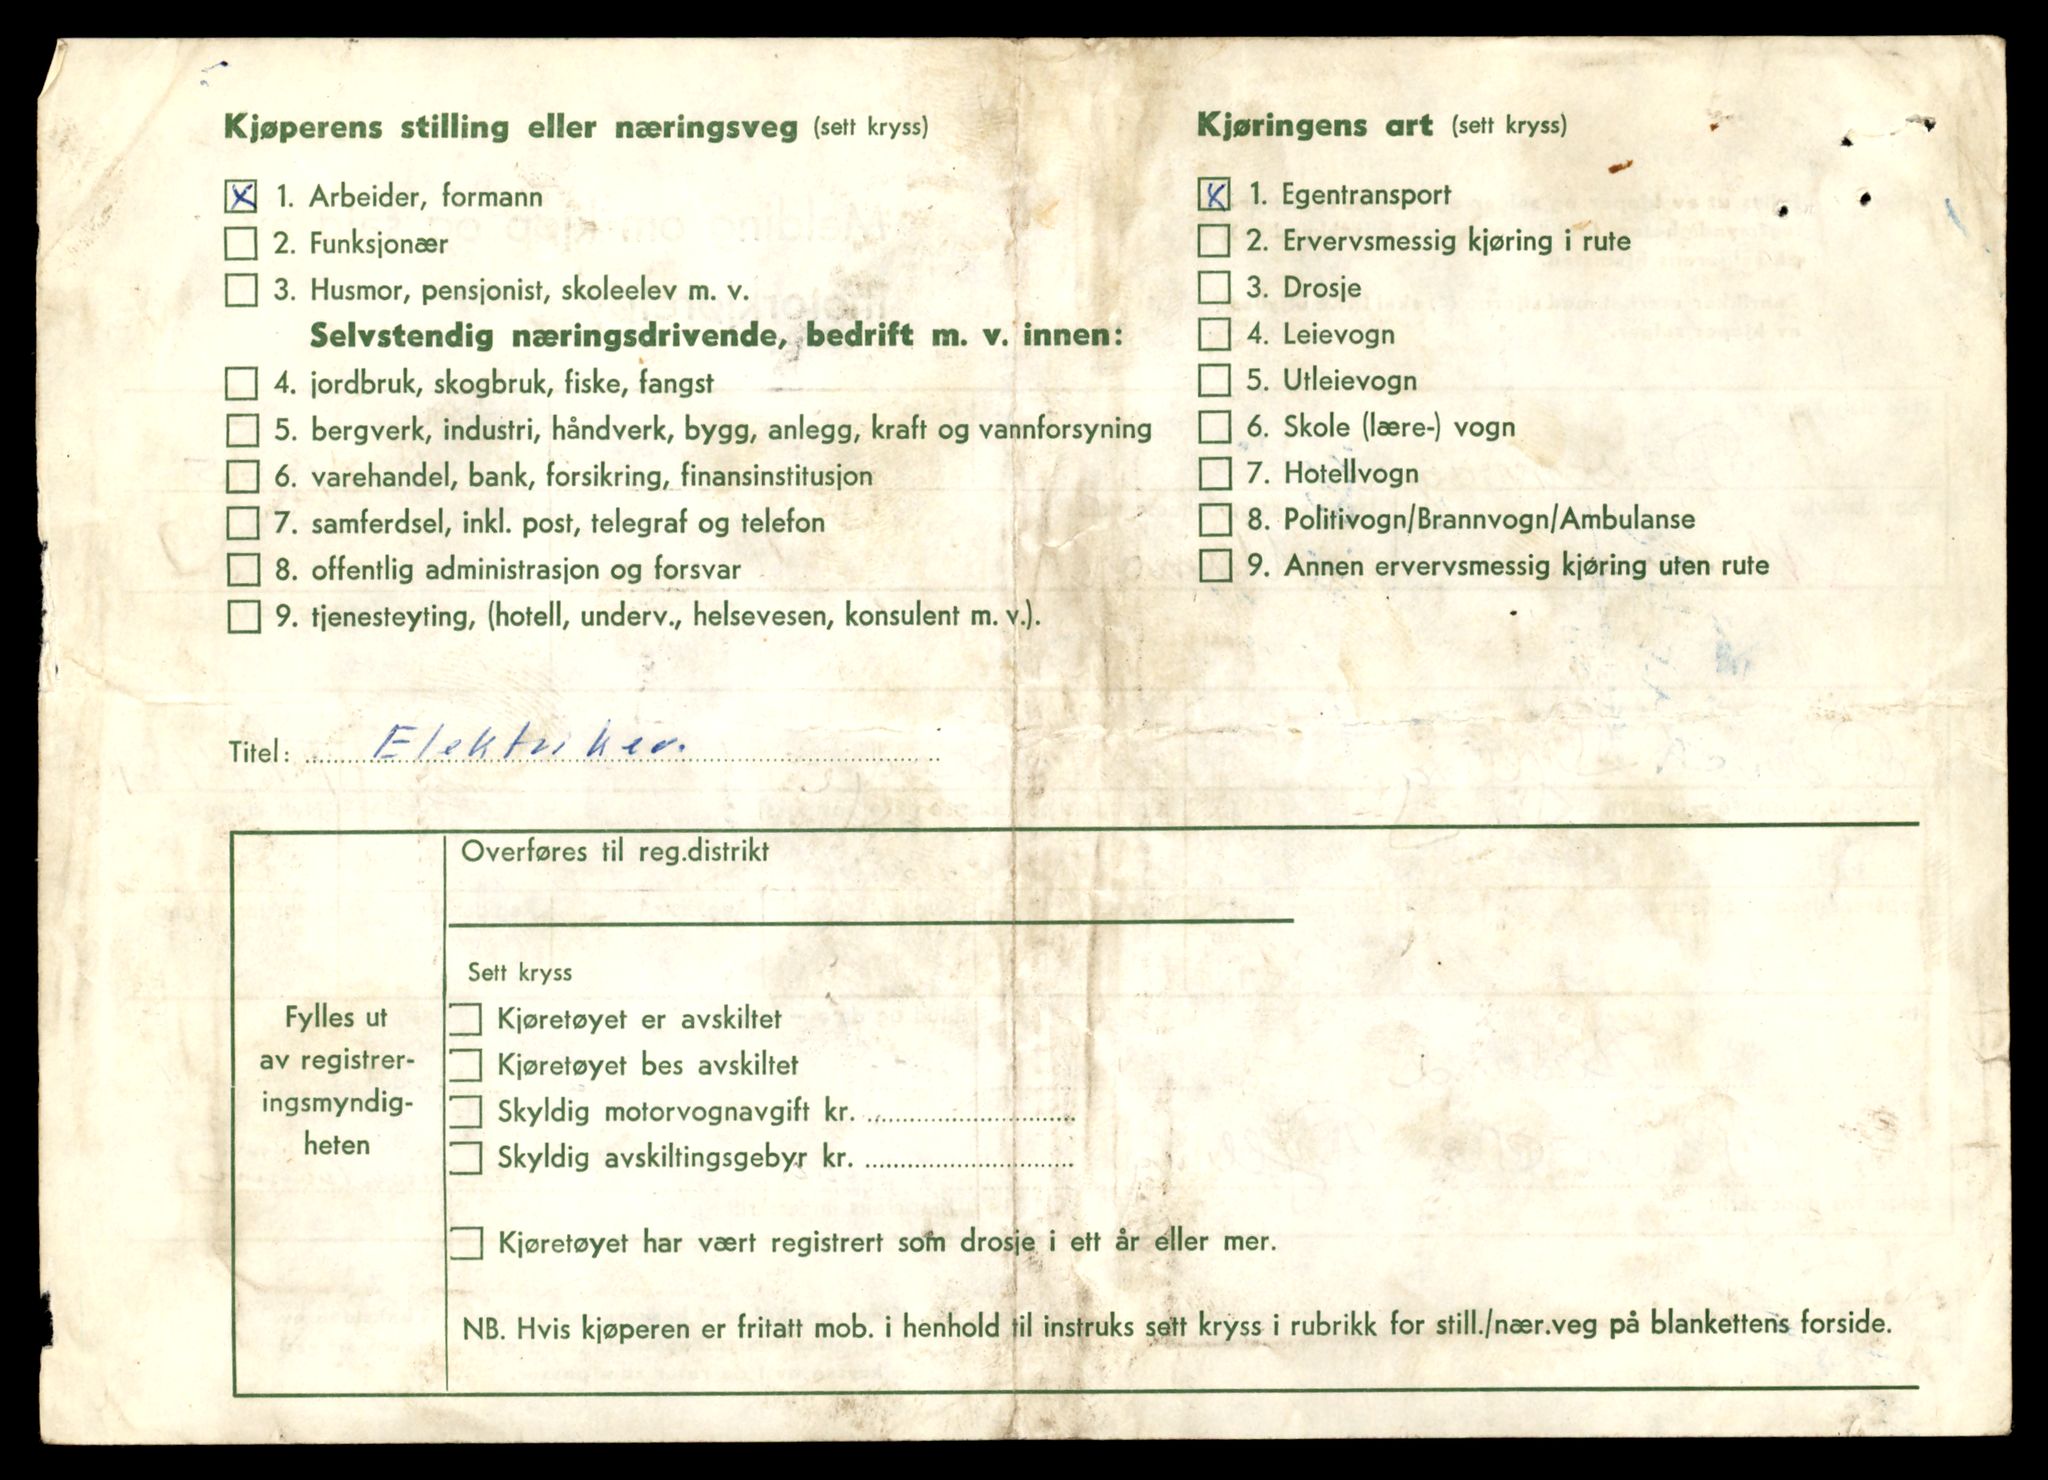 Kjøperens stilling eller næringsveg (sett kryss)
x 1. Arbeider, formann
2. Funksjonær
3. Husmor, pensjonist, skoleelev m. v.
Selvstendig næringsdrivende, bedrift m. v. innen:
4. jordbruk, skogbruk, fiske, fangst
5. bergverk, industri, håndverk, bygg, anlegg, kraft og vannforsyning
6. varehandel, bank, forsikring, finansinstitusjon
7. samferdsel, inkl. post, telegraf og telefon
8. offentlig administrasjon og forsvar
9. tjenesteyting, (hotell, underv., helsevesen, konsulent m. v.).
Kjøringens art (sett kryss)
x 1. Egentransport
2. Ervervsmessig kjøring i rute
3. Drosje
4. Leievogn
5. Utleievogn
6. Skole (lære-) vogn
7. Hotellvogn
8. Politivogn/Brannvogn/Ambulanse
9. Annen ervervsmessig kjøring uten rute
Titel: Elektriker
Fylles ut
av registrer-
ingsmyndig-
heten
Overføres til reg.distrikt
Sett kryss
Kjøretøyet er avskiltet
Kjøretøyet bes avskiltet
Skyldig motorvognavgift kr.
Skyldig avskiltingsgebyr kr.
Kjøretøyet har vært registrert som drosje i ett år eller mer.
NB. Hvis kjøperen er fritatt mob. i henhold til instruks sett kryss i rubrikk for still./nær.veg på blankettens forside.